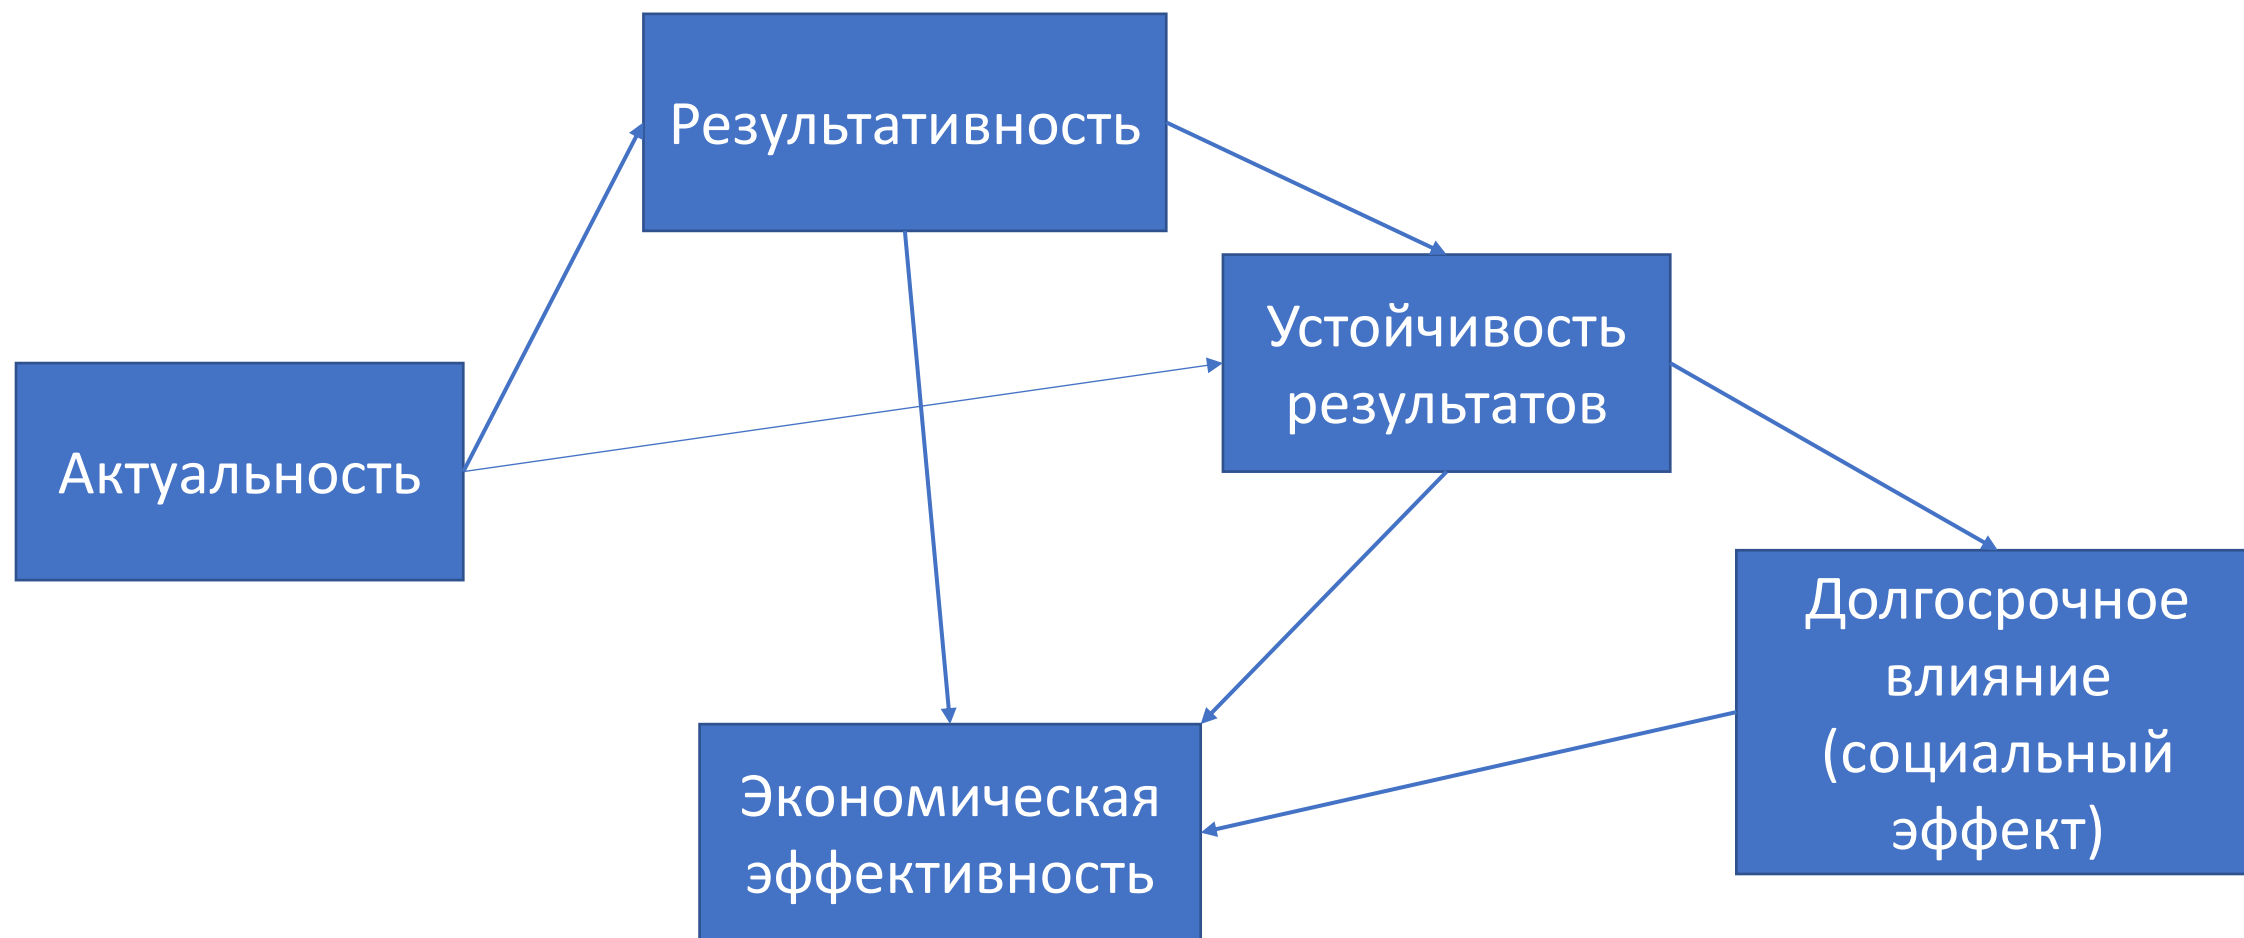 Результативность
Устойчивость
результатов
Актуальность
Долгосрочное
влияние
(социальный
эффект)
Экономическая
эффективность